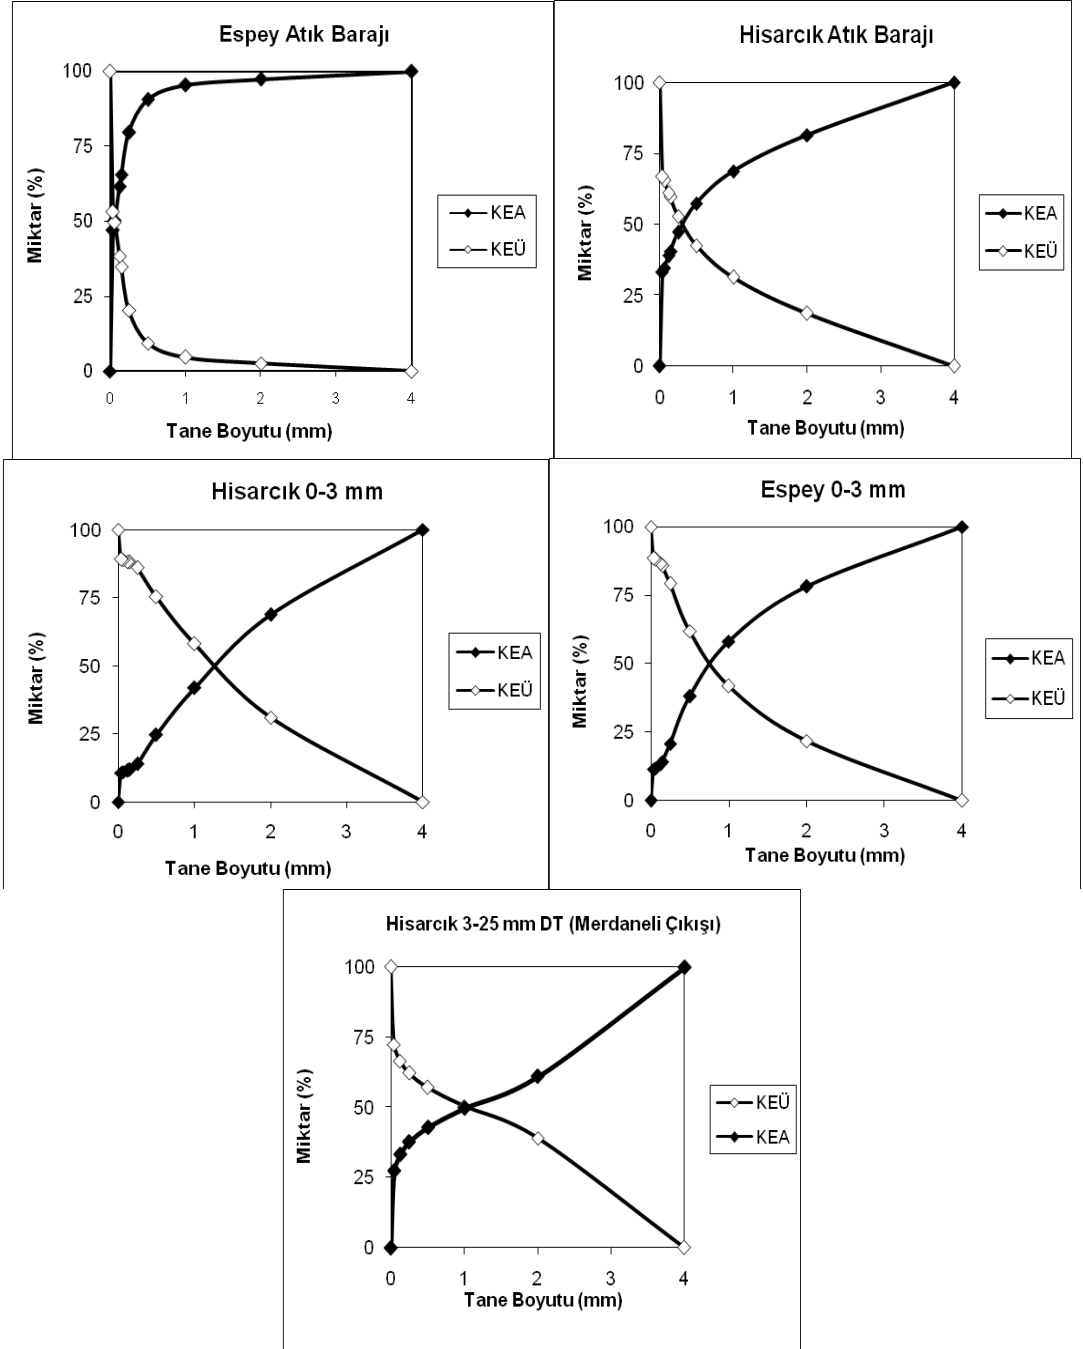 Espey Atık Barajı
100
75
50
25
0
0 1 2 3 4
Miktar (%)
Tane Boyutu (mm)
KEA
KEÜ
Hisarcık Atık Barajı
100
75
50
25
0
0 1 2 3 4
Miktar (%)
Tane Boyutu (mm)
KEA
KEÜ
Hisarcık 0-3 mm
100
75
50
25
0
0 1 2 3 4
Miktar (%)
Tane Boyutu (mm)
KEA
KEÜ
Espey 0-3 mm
100
75
50
25
0
0 1 2 3 4
Miktar (%)
Tane Boyutu (mm)
KEA
KEÜ
Hisarcık 3-25 mm DT (Merdaneli Çıkışı)
100
75
50
25
0
0 1 2 3 4
Miktar (%)
Tane Boyutu (mm)
KEÜ
KEA